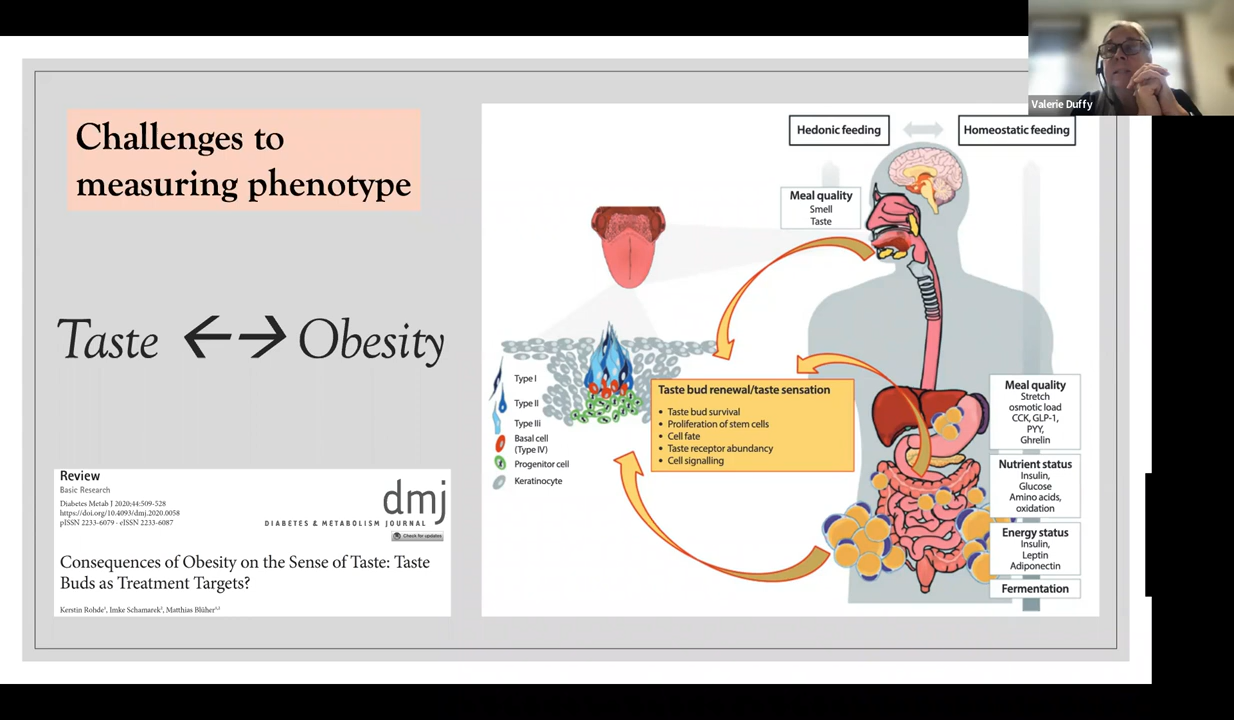 Valerie Duffy
Challenges to
measuring phenotype
Taste ←→ Obesity
Review
Basic Research
Diabetes Metab J 2020;44:509-528
https://doi.org/10.4093/dmj.2020.0058
pISSN 2233-6079 · eISSN 2233-6087
dmj
DIABETES & METABOLISM JOURNAL
Check for updates
Consequences of Obesity on the Sense of Taste: Taste
Buds as Treatment Targets?
Kerstin Rohde¹, Imke Schamarek², Matthias Blüher¹,²
Hedonic feeding
Homeostatic feeding
Meal quality
Smell
Taste
Type I
Type II
Type IIi
Basal cell
(Type IV)
Progenitor cell
Keratinocyte
Taste bud renewal/taste sensation
• Taste bud survival
• Proliferation of stem cells
• Cell fate
• Taste receptor abundancy
• Cell signalling
Meal quality
Stretch
osmotic load
CCK, GLP-1,
PYY,
Ghrelin
Nutrient status
Insulin,
Glucose
Amino acids,
oxidation
Energy status
Insulin,
Leptin
Adiponectin
Fermentation